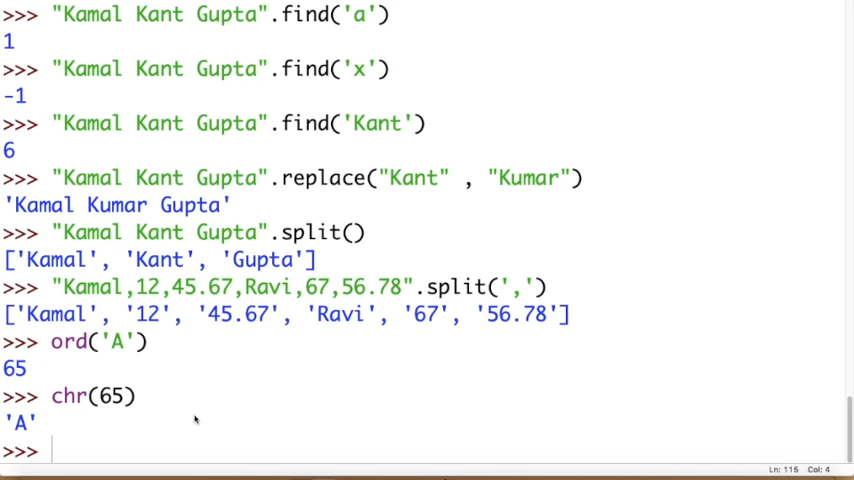 >>> "Kamal Kant Gupta".find('a')
1
>>> "Kamal Kant Gupta".find('x')
-1
>>> "Kamal Kant Gupta".find('Kant')
6
>>> "Kamal Kant Gupta".replace("Kant" , "Kumar")
'Kamal Kumar Gupta'
>>> "Kamal Kant Gupta".split()
['Kamal', 'Kant', 'Gupta']
>>> "Kamal,12,45.67,Ravi,67,56.78".split(',')
['Kamal', '12', '45.67', 'Ravi', '67', '56.78']
>>> ord('A')
65
>>> chr(65)
'A'
>>>
Ln: 115 Col: 4